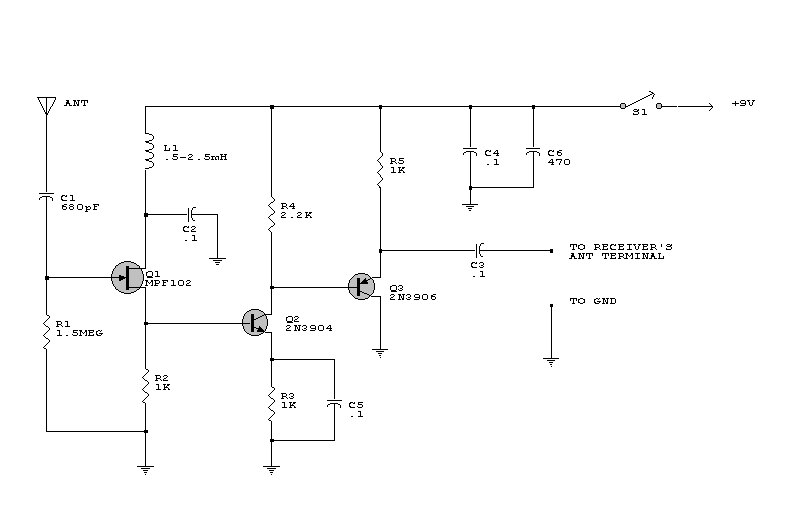 ANT
+9V
S1
L1
.5-2.5mH
C4
.1
C6
470
R5
1K
C1
680pF
R4
2.2K
C2
.1
TO RECEIVER'S
ANT TERMINAL
C3
.1
Q1
MPF102
Q3
2N3906
TO GND
R1
1.5MEG
Q2
2N3904
R2
1K
R3
1K
C5
.1